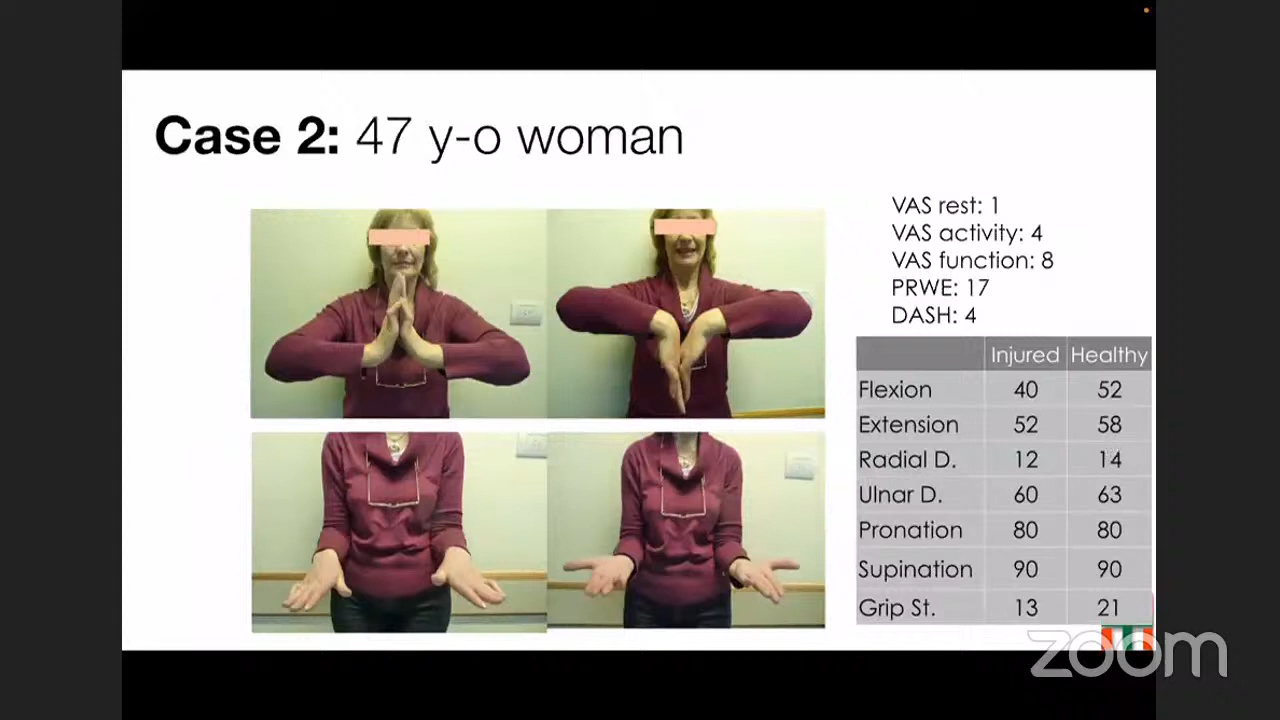 Case 2: 47 y-o woman
VAS rest: 1
VAS activity: 4
VAS function: 8
PRWE: 17
DASH: 4
Injured Healthy
Flexion 40 52
Extension 52 58
Radial D. 12 14
Ulnar D. 60 63
Pronation 80 80
Supination 90 90
Grip St. 13 21
zoom